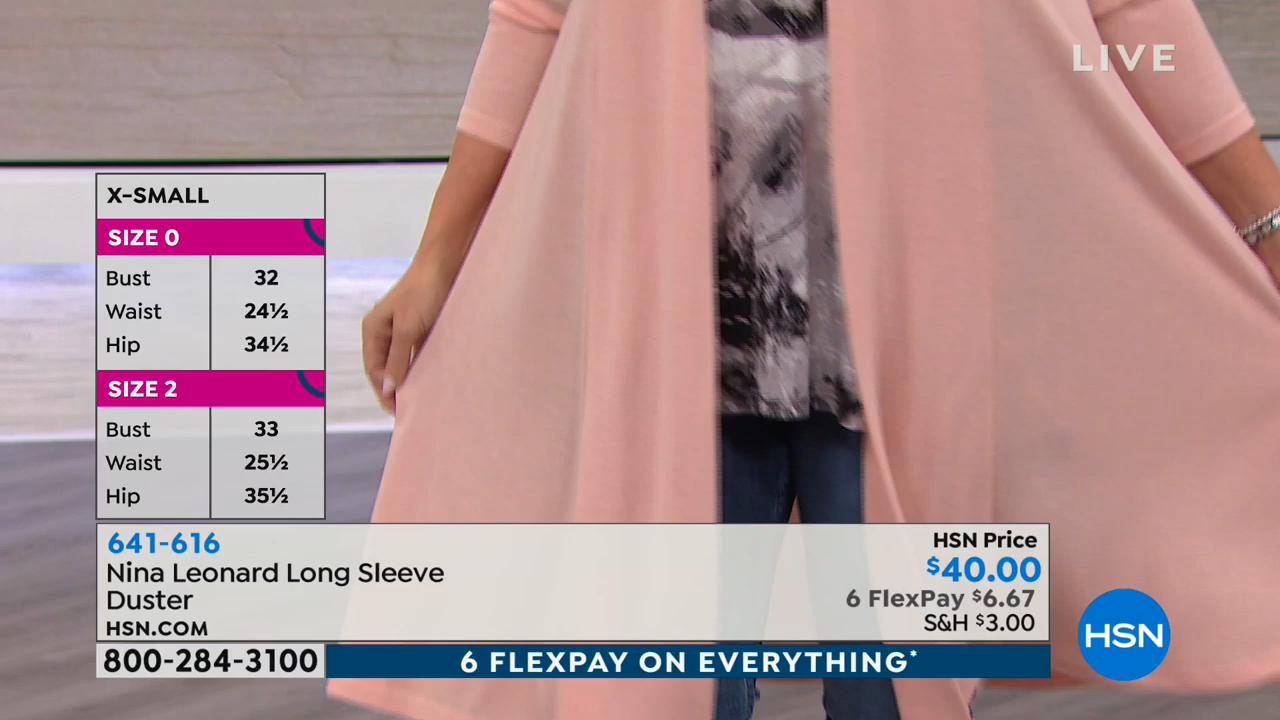 LIVE
X-SMALL
SIZE 0
Bust 32
Waist 24½
Hip 34½
SIZE 2
Bust 33
Waist 25½
Hip 35½
641-616
Nina Leonard Long Sleeve
Duster
HSN.COM
HSN Price
$40.00
6 FlexPay $6.67
S&H $3.00
HSN
800-284-3100
6 FLEXPAY ON EVERYTHING*